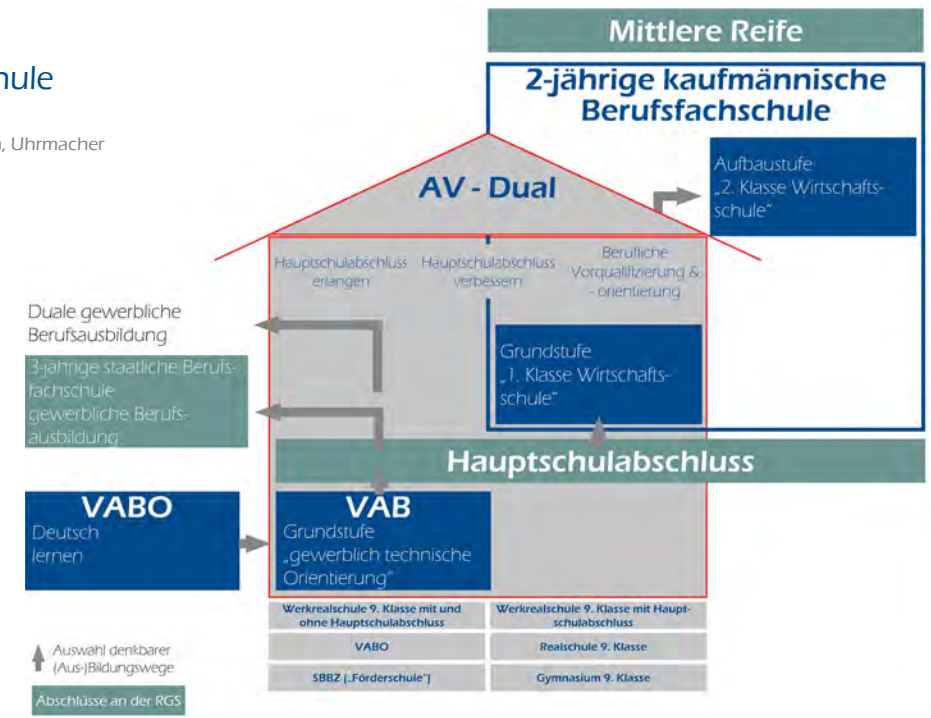 Mittlere Reife
2-jährige kaufmännische
Berufsfachschule
Uhrmacher
Aufbaustufe
„2. Klasse Wirtschafts-
schule“
AV - Dual
Hauptschulabschluss
erlangen
Hauptschulabschluss
verbessern
Berufliche
Vorqualifizierung &
- orientierung
Duale gewerbliche
Berufsausbildung
3-jährige staatliche Berufs-
fachschule
gewerbliche Berufs-
ausbildung
Grundstufe
„1. Klasse Wirtschafts-
schule“
Hauptschulabschluss
VABO
Deutsch
lernen
VAB
Grundstufe
„gewerblich technische
Orientierung“
Werkrealschule 9. Klasse mit und
ohne Hauptschulabschluss
Werkrealschule 9. Klasse mit Haupt-
schulabschluss
VABO
Realschule 9. Klasse
SBBZ („Förderschule“)
Gymnasium 9. Klasse
Auswahl denkbarer
(Aus-)Bildungswege
Abschlüsse an der RGS